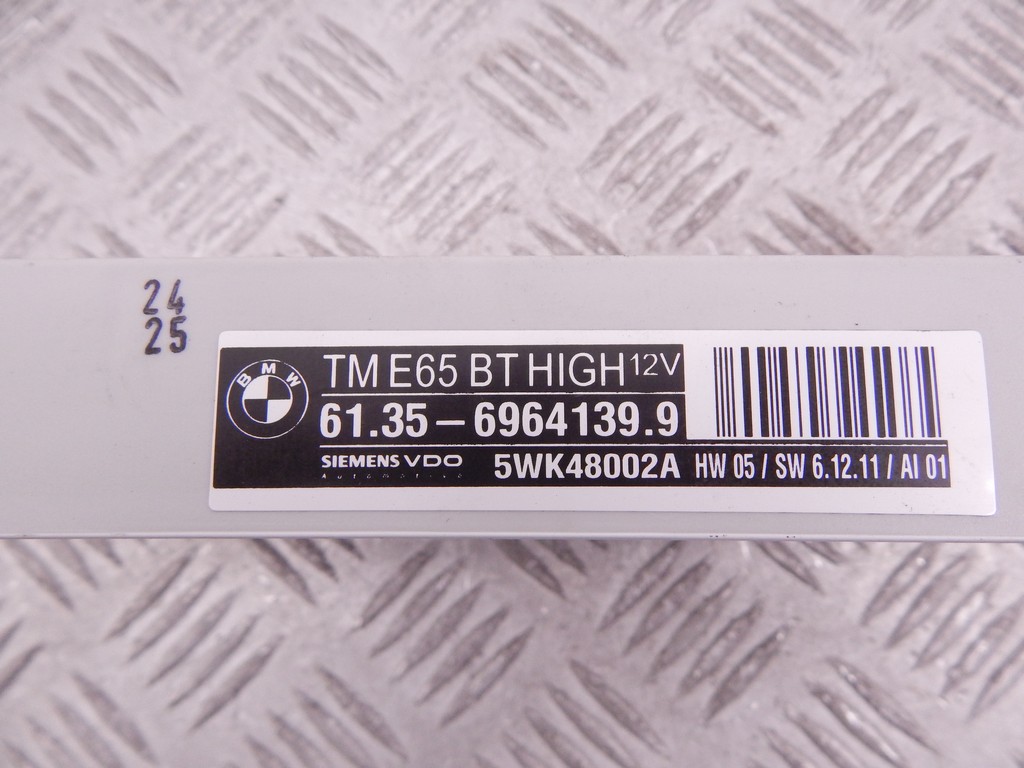 24
25
BMW
TM E65 BT HIGH 12V
61.35 – 6964139.9
SIEMENS VDO
Automotive
5WK48002A
HW 05 / SW 6.12.11 / AI 01